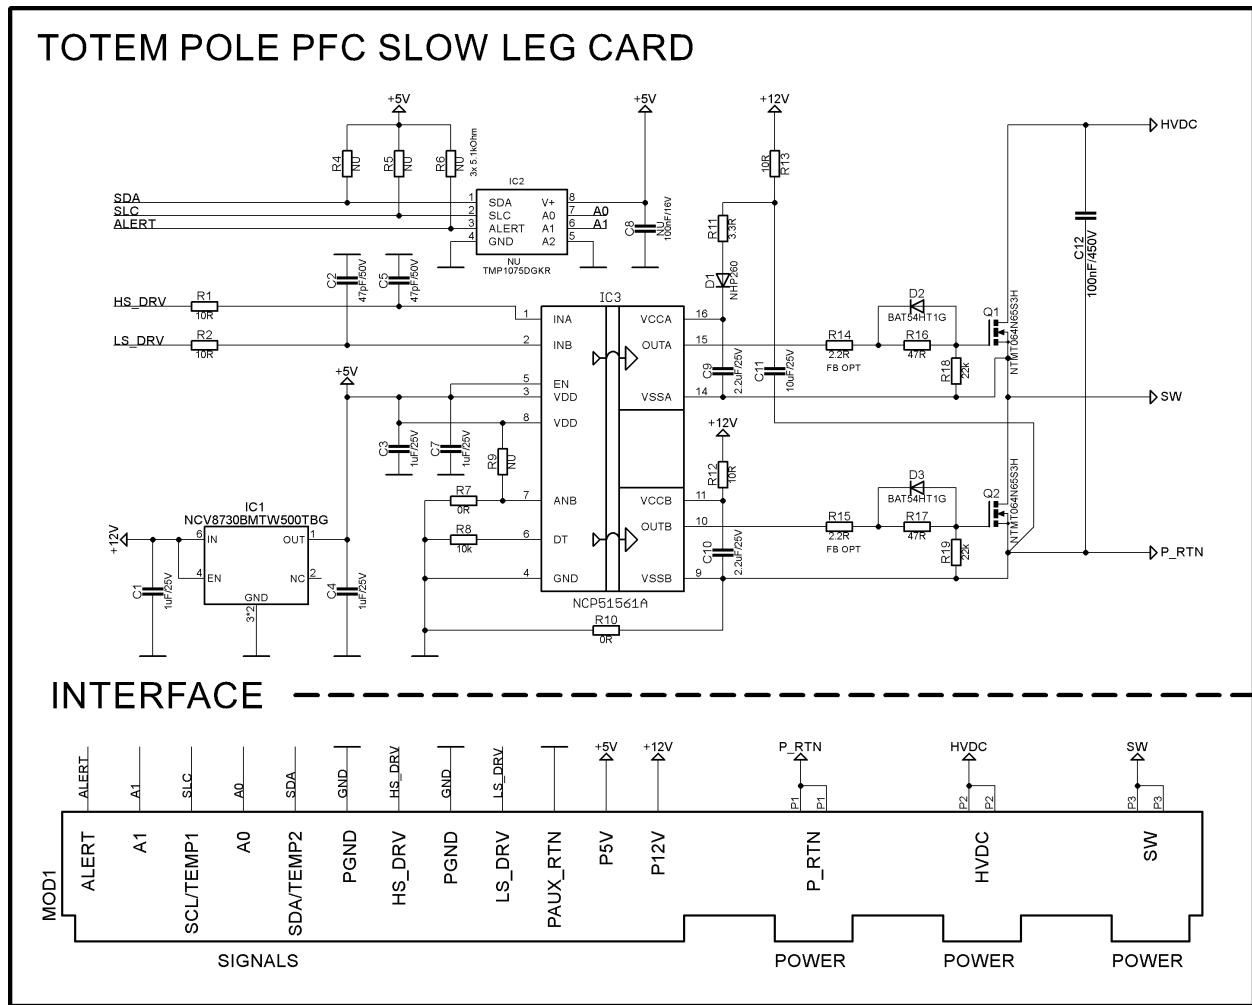 TOTEM POLE PFC SLOW LEG CARD
+5V
+5V
+12V
HVDC
R4
NU
R5
NU
R6
NU
3x 5.1kOhm
10R
R13
IC2
SDA
SLC
ALERT
1
2
3
4
SDA
SLC
ALERT
GND
V+
A0
A1
A2
8
7
6
5
A0
A1
NU
TMP1075DGKR
C8
NU
100nF/16V
R11
3.3R
C12
100nF/450V
C2
47pF/50V
C5
47pF/50V
D1
NHP260
HS_DRV
R1
10R
LS_DRV
R2
10R
IC3
1
INA
2
INB
5
EN
3
VDD
8
VDD
7
ANB
6
DT
4
GND
VCCA
16
OUTA
15
VSSA
14
VCCB
11
OUTB
10
VSSB
9
NCP51561A
C9
2.2uF/25V
C11
10uF/25V
R14
2.2R
FB OPT
D2
BAT54HT1G
R16
47R
R18
22k
Q1
NTMT064N65S3H
SW
+5V
C3
1uF/25V
C7
1uF/25V
R9
NU
R7
0R
R8
10k
R10
0R
+12V
R12
10R
C10
2.2uF/25V
R15
2.2R
FB OPT
D3
BAT54HT1G
R17
47R
R19
22k
Q2
NTMT064N65S3H
P_RTN
IC1
NCV8730BMTW500TBG
+12V
6
IN
4
EN
OUT
1
NC
2
GND
3*2
C1
1uF/25V
C4
1uF/25V
INTERFACE
ALERT
A1
SLC
A0
SDA
GND
HS_DRV
GND
LS_DRV
+5V
+12V
P_RTN
HVDC
SW
P1
P1
P2
P2
P3
P3
MOD1
ALERT
A1
SCL/TEMP1
A0
SDA/TEMP2
PGND
HS_DRV
PGND
LS_DRV
PAUX_RTN
P5V
P12V
P_RTN
HVDC
SW
SIGNALS
POWER
POWER
POWER